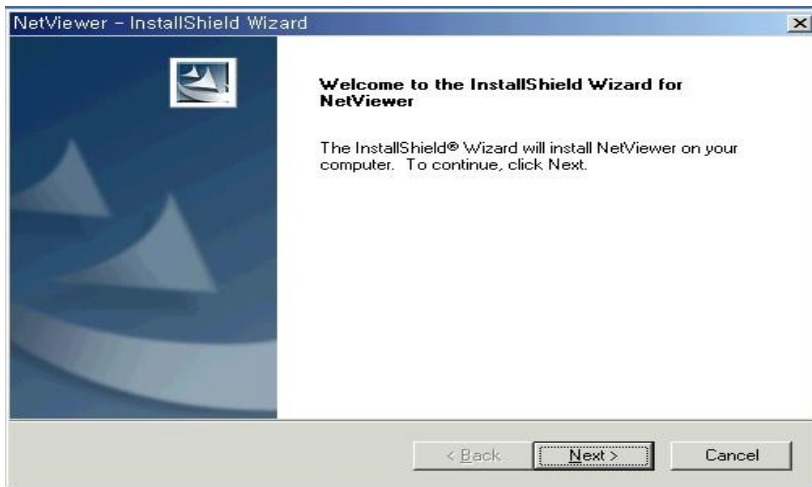 NetViewer - InstallShield Wizard
Welcome to the InstallShield Wizard for
NetViewer
The InstallShield® Wizard will install NetViewer on your
computer. To continue, click Next.
< Back
Next >
Cancel